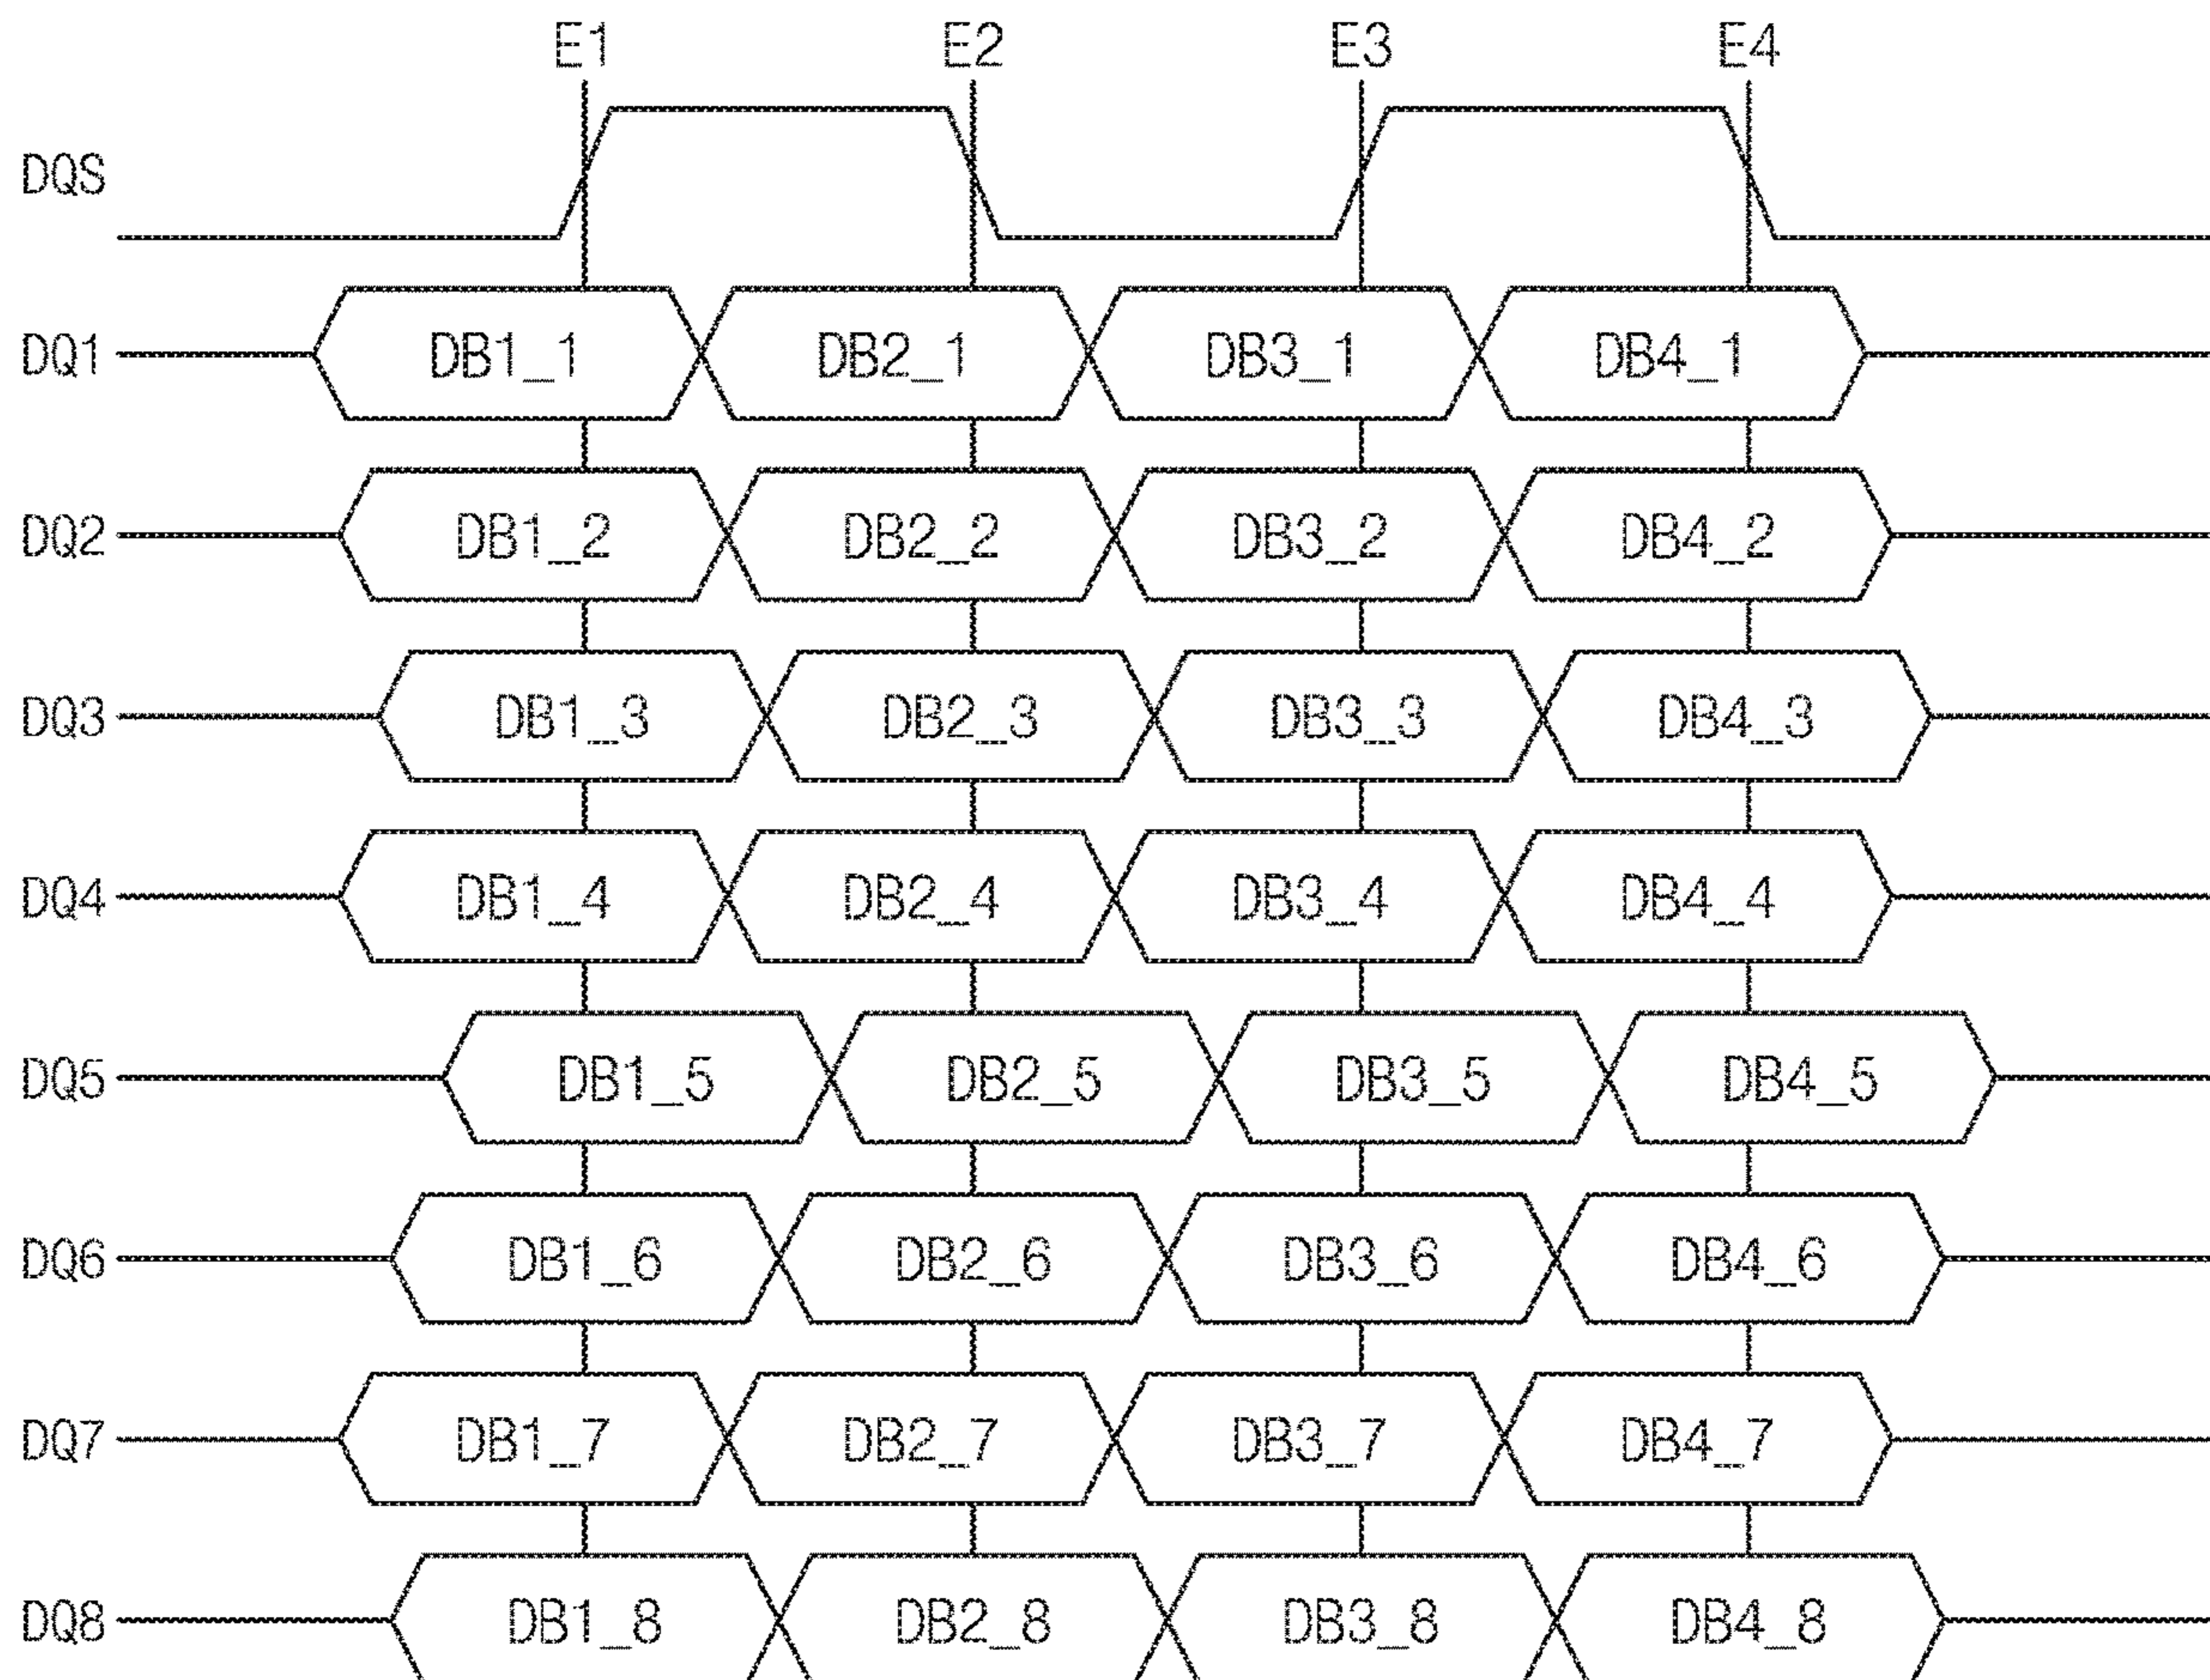 E1 E2 E3 E4
DQS
DQ1 DB1_1 DB2_1 DB3_1 DB4_1
DQ2 DB1_2 DB2_2 DB3_2 DB4_2
DQ3 DB1_3 DB2_3 DB3_3 DB4_3
DQ4 DB1_4 DB2_4 DB3_4 DB4_4
DQ5 DB1_5 DB2_5 DB3_5 DB4_5
DQ6 DB1_6 DB2_6 DB3_6 DB4_6
DQ7 DB1_7 DB2_7 DB3_7 DB4_7
DQ8 DB1_8 DB2_8 DB3_8 DB4_8